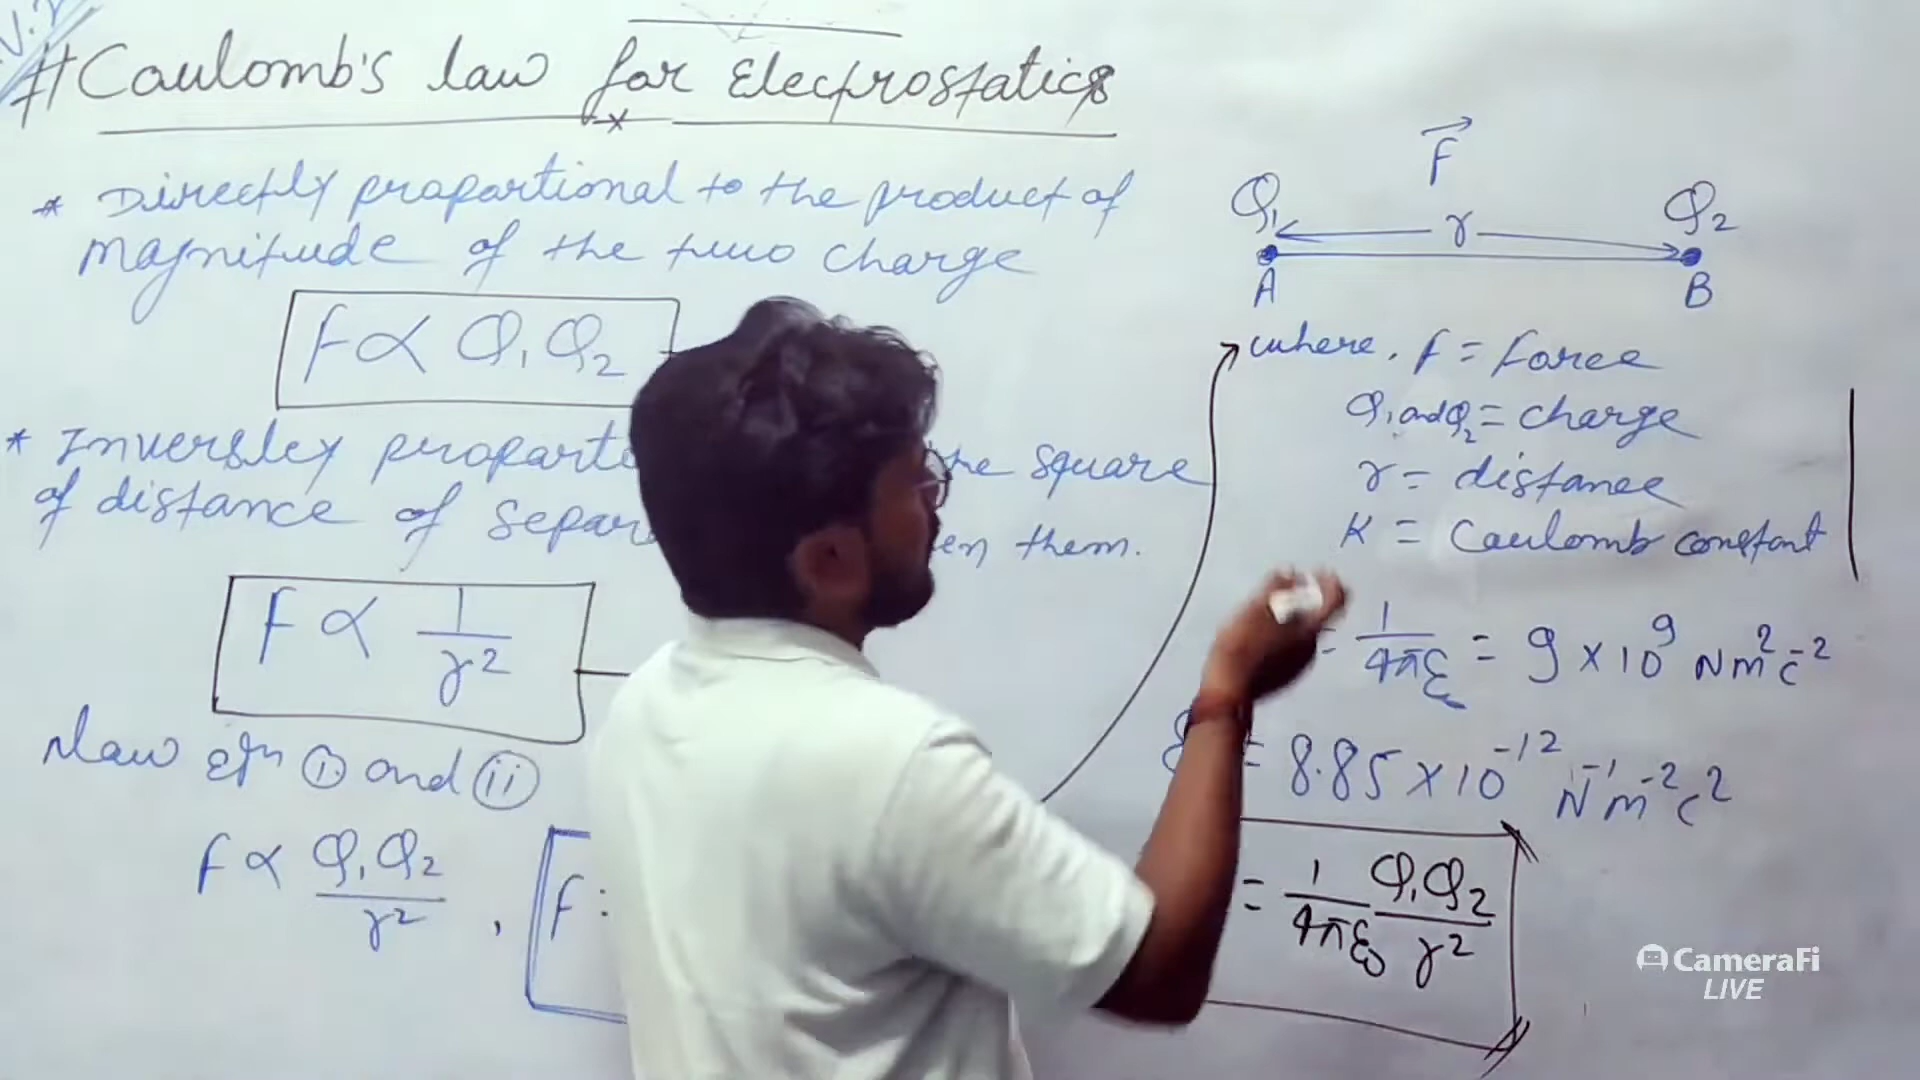 V.
# Coulomb's law for Electrostatics
* Directly proportional to the product of
magnitude of the two charge
F ∝ Q₁Q₂
* Inversley proparti he square
of distance of separ en them.
F ∝ 1/r²
Now eqn (i) and (ii)
F ∝ Q₁Q₂/r² , F =
F⃗
Q₁ r Q₂
A B
where, F = force
Q₁ and Q₂ = charge
r = distance
K = Coulomb constant
= 1/4πε₀ = 9 × 10⁹ Nm²C⁻²
ε = 8.85 × 10⁻¹² N⁻¹m⁻²C²
= 1/4πε₀ Q₁Q₂/r²
CameraFi
LIVE